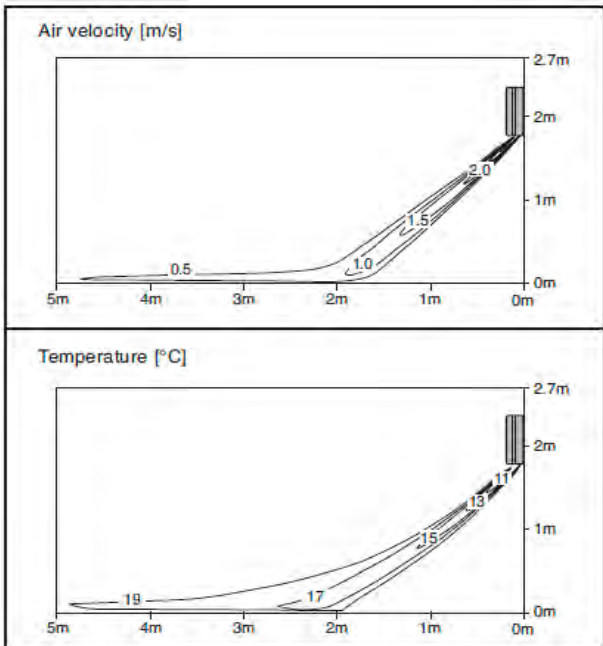 Air velocity [m/s]
2.7m
2m
2.0
1m
1.5
1.0
0.5
0m
5m 4m 3m 2m 1m 0m
Temperature [°C]
2.7m
2m
11
13
1m
15
17
19
0m
5m 4m 3m 2m 1m 0m